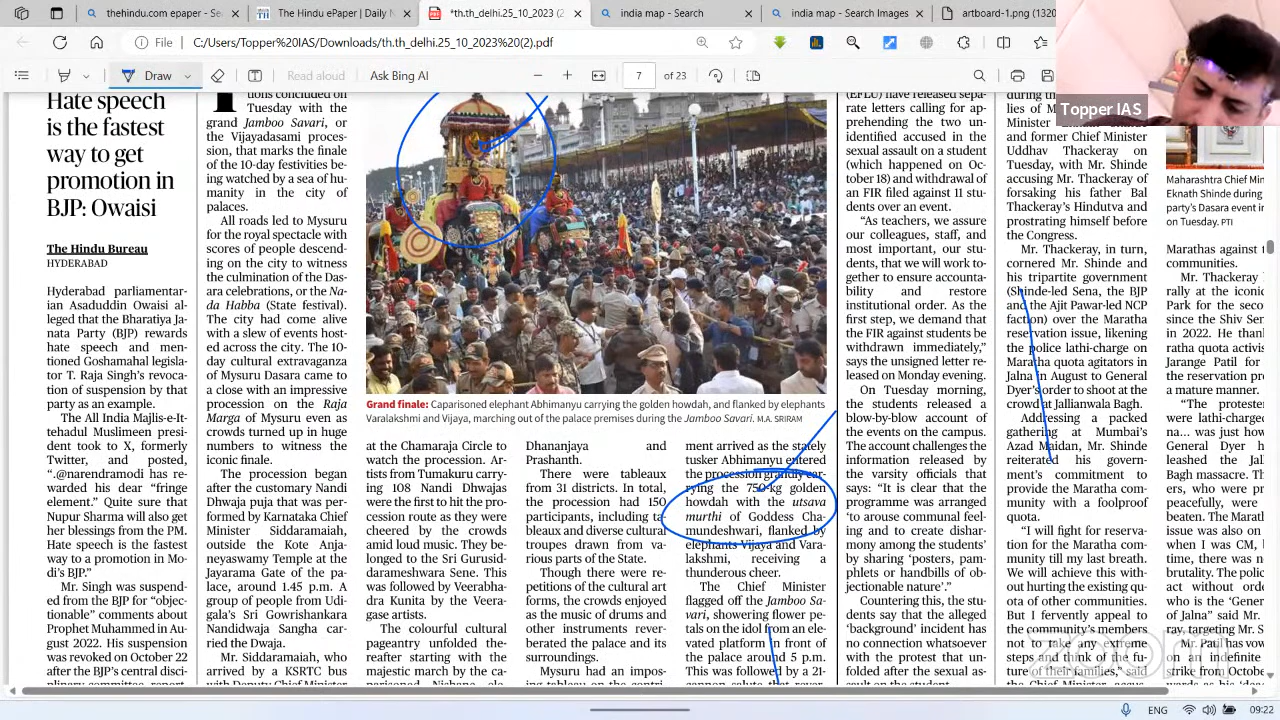 thehindu.com epaper - Se
The Hindu ePaper | Daily N
*th.th_delhi.25_10_2023 (2
india map - Search
india map - Search Images
artboard-1.png (1320
File
C:/Users/Topper%20IAS/Downloads/th.th_delhi.25_10_2023%20(2).pdf
Draw
Read aloud
Ask Bing AI
7
of 23
Topper IAS
Hate speech
is the fastest
way to get
promotion in
BJP: Owaisi
The Hindu Bureau
HYDERABAD
Hyderabad parliamentar-
ian Asaduddin Owaisi al-
leged that the Bharatiya Ja-
nata Party (BJP) rewards
hate speech and men-
tioned Goshamahal legisla-
tor T. Raja Singh's revoca-
tion of suspension by that
party as an example.
The All India Majlis-e-It-
tehadul Muslimeen presi-
dent took to X, formerly
Twitter, and posted,
".@narendramodi has re-
warded his dear "fringe
element." Quite sure that
Nupur Sharma will also get
her blessings from the PM.
Hate speech is the fastest
way to a promotion in Mo-
di's BJP."
Mr. Singh was suspend-
ed from the BJP for "objec-
tionable" comments about
Prophet Muhammed in Au-
gust 2022. His suspension
was revoked on October 22
after the BJP's central disci-
plinary committee report-
tions concluded on
Tuesday with the
grand Jamboo Savari, or
the Vijayadasami proces-
sion, that marks the finale
of the 10-day festivities be-
ing watched by a sea of hu-
manity in the city of
palaces.
All roads led to Mysuru
for the royal spectacle with
scores of people descend-
ing on the city to witness
the culmination of the Das-
ara celebrations, or the Na-
da Habba (State festival).
The city had come alive
with a slew of events host-
ed across the city. The 10-
day cultural extravaganza
of Mysuru Dasara came to
a close with an impressive
procession on the Raja
Marga of Mysuru even as
crowds turned up in huge
numbers to witness the
iconic finale.
The procession began
after the customary Nandi
Dhwaja puja that was per-
formed by Karnataka Chief
Minister Siddaramaiah,
outside the Kote Anja-
neyaswamy Temple at the
Jayarama Gate of the pa-
lace, around 1.45 p.m. A
group of people from Udi-
gala's Sri Gowrishankara
Nandidwaja Sangha car-
ried the Dwaja.
Mr. Siddaramaiah, who
arrived by a KSRTC bus
with Deputy Chief Minister
Grand finale: Caparisoned elephant Abhimanyu carrying the golden howdah, and flanked by elephants
Varalakshmi and Vijaya, marching out of the palace premises during the Jamboo Savari. M.A. SRIRAM
at the Chamaraja Circle to
watch the procession. Ar-
tists from Tumakuru carry-
ing 108 Nandi Dhwajas
were the first to hit the pro-
cession route as they were
cheered by the crowds
amid loud music. They be-
longed to the Sri Gurusid-
darameshwara Sene. This
was followed by Veerabha-
dra Kunita by the Veera-
gase artists.
The colourful cultural
pageantry unfolded the-
reafter starting with the
majestic march by the ca-
Dhananjaya and
Prashanth.
There were tableaux
from 31 districts. In total,
the procession had 150
participants, including ta-
bleaux and diverse cultural
troupes drawn from va-
rious parts of the State.
Though there were re-
petitions of the cultural art
forms, the crowds enjoyed
as the music of drums and
other instruments rever-
berated the palace and its
surroundings.
Mysuru had an impos-
ing tableau on the contri-
ment arrived as the stately
tusker Abhimanyu entered
the procession grandly car-
rying the 750-kg golden
howdah with the utsava
murthi of Goddess Cha-
mundeshwari, flanked by
elephants Vijaya and Vara-
lakshmi, receiving a
thunderous cheer.
The Chief Minister
flagged off the Jamboo Sa-
vari, showering flower pe-
tals on the idol from an ele-
vated platform in front of
the palace around 5 p.m.
This was followed by a 21-
cannon salute that rever-
(EFLU) have released sepa-
rate letters calling for ap-
prehending the two un-
identified accused in the
sexual assault on a student
(which happened on Oc-
tober 18) and withdrawal of
an FIR filed against 11 stu-
dents over an event.
"As teachers, we assure
our colleagues, staff, and
most important, our stu-
dents, that we will work to-
gether to ensure accounta-
bility and restore
institutional order. As the
first step, we demand that
the FIR against students be
withdrawn immediately,"
says the unsigned letter re-
leased on Monday evening.
On Tuesday morning,
the students released a
blow-by-blow account of
the events on the campus.
The account challenges the
information released by
the varsity officials that
says: "It is clear that the
programme was arranged
'to arouse communal feel-
ing and to create dishar-
mony among the students'
by sharing 'posters, pam-
phlets or handbills of ob-
jectionable nature'."
Countering this, the stu-
dents say that the alleged
'background' incident has
no connection whatsoever
with the protest that un-
folded after the sexual as-
sault on the student.
during th
lies of M
Minister
and former Chief Minister
Uddhav Thackeray on
Tuesday, with Mr. Shinde
accusing Mr. Thackeray of
forsaking his father Bal
Thackeray's Hindutva and
prostrating himself before
the Congress.
Mr. Thackeray, in turn,
cornered Mr. Shinde and
his tripartite government
(Shinde-led Sena, the BJP
and the Ajit Pawar-led NCP
faction) over the Maratha
reservation issue, likening
the police lathi-charge on
Maratha quota agitators in
Jalna in August to General
Dyer's order to shoot at the
crowd at Jallianwala Bagh.
Addressing a packed
gathering at Mumbai's
Azad Maidan, Mr. Shinde
reiterated his govern-
ment's commitment to
provide the Maratha com-
munity with a foolproof
quota.
"I will fight for reserva-
tion for the Maratha com-
munity till my last breath.
We will achieve this with-
out hurting the existing qu-
ota of other communities.
But I fervently appeal to
the community's members
not to take any extreme
steps and think of the fu-
ture of their families," said
Maharashtra Chief Min
Eknath Shinde during
party's Dasara event in
on Tuesday. PTI
Marathas against t
communities.
Mr. Thackeray
rally at the iconic
Park for the seco
since the Shiv Sen
in 2022. He than
ratha quota activis
Jarange Patil for
the reservation pro
a mature manner.
"The protester
were lathi-charge
na... was just how
General Dyer h
leashed the Jal
Bagh massacre. Th
ers, who were pr
peacefully, were
beaten. The Marat
issue was also on
when I was CM, b
time, there was n
brutality. The polic
act without orde
who is the 'Gener
of Jalna" said Mr.
ray, targeting Mr. S
Mr. Patil has vow
on an indefinite
strike from October
zoom
ENG
09:22